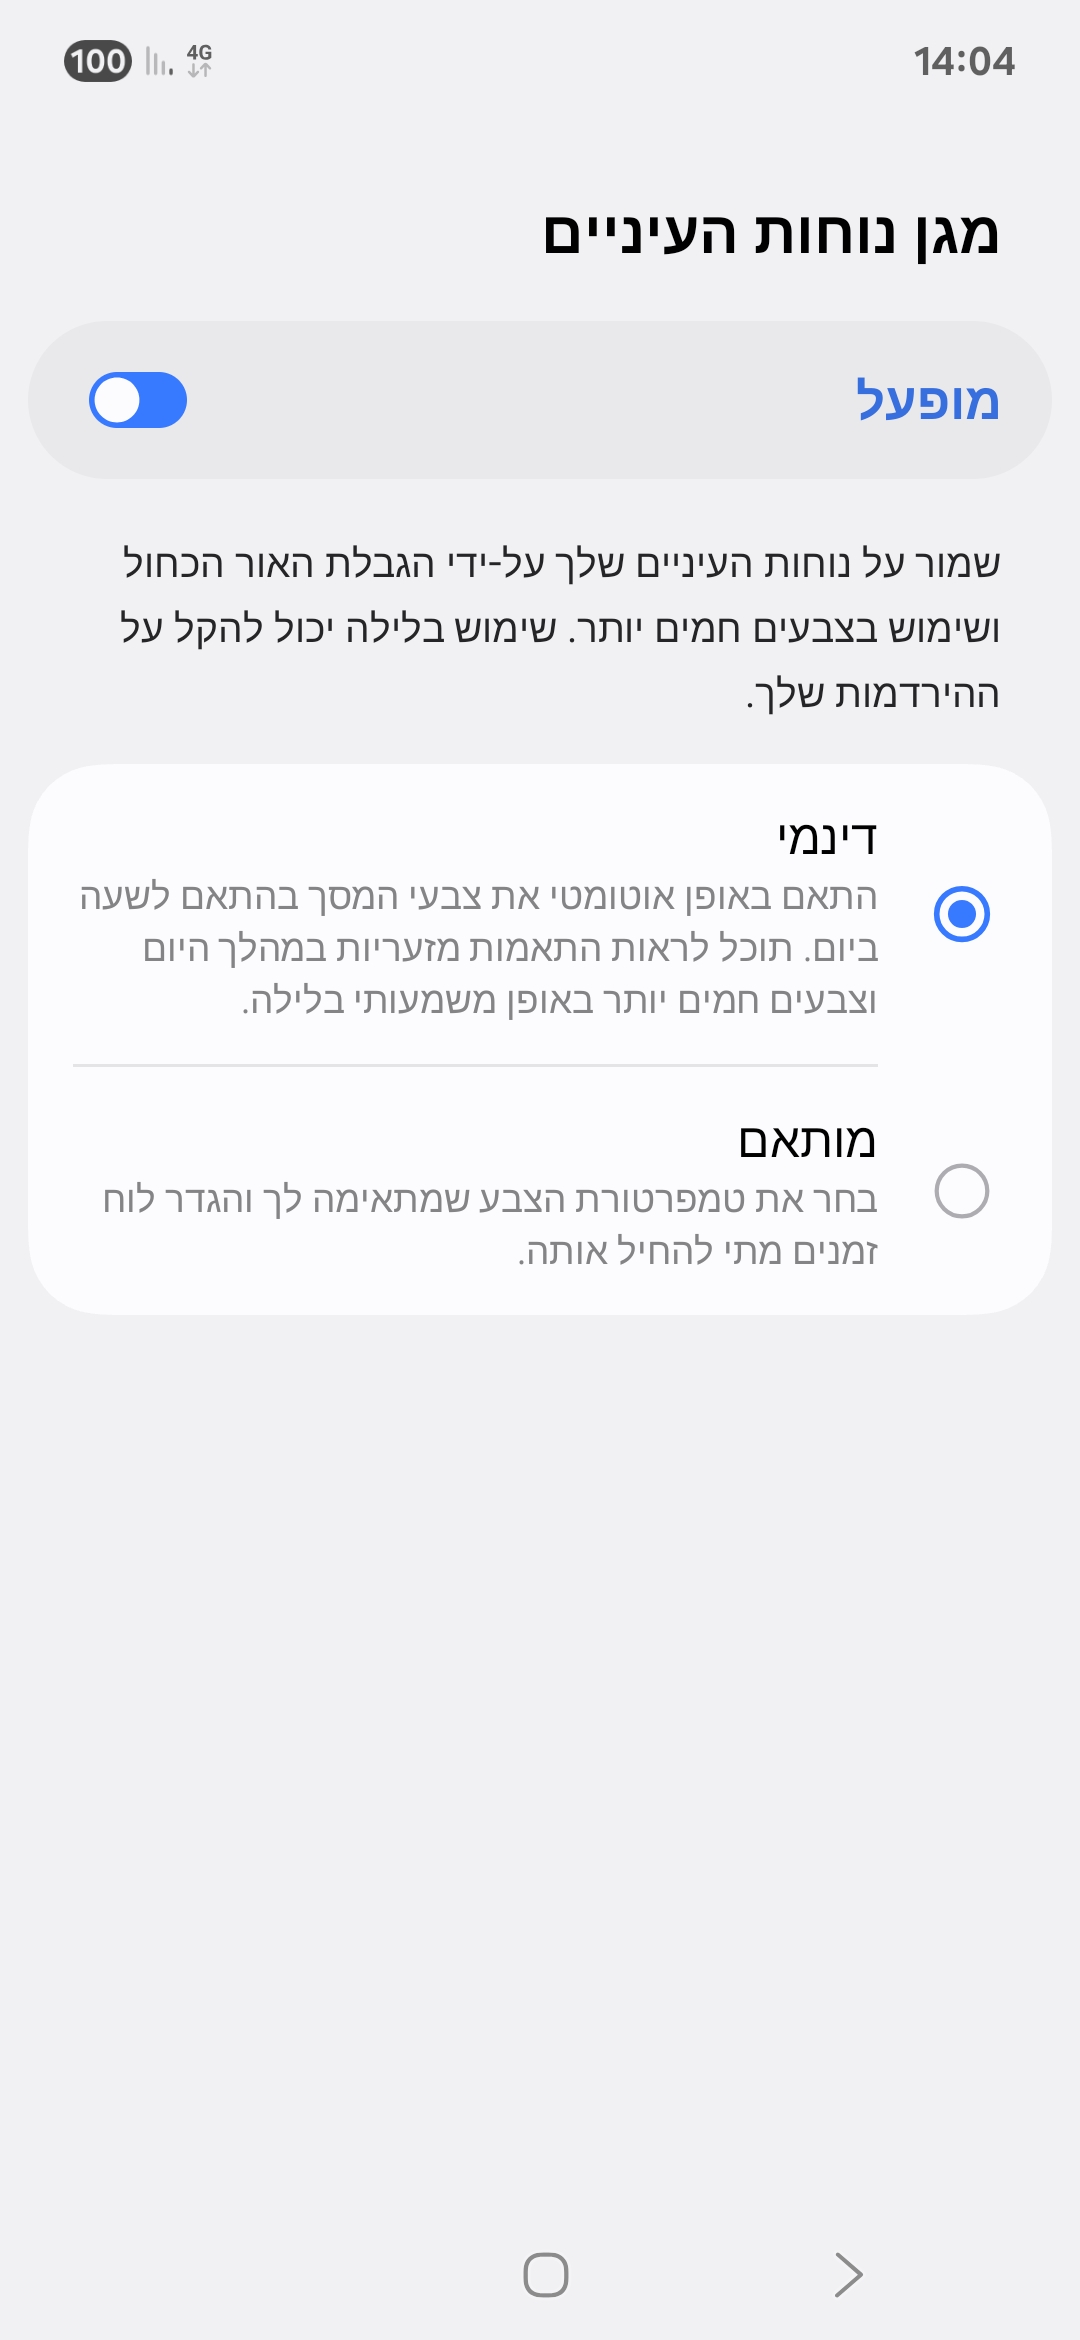 100 4G 14:04
מגן נוחות העיניים
מופעל
שמור על נוחות העיניים שלך על-ידי הגבלת האור הכחול
ושימוש בצבעים חמים יותר. שימוש בלילה יכול להקל על
ההירדמות שלך.
דינמי
התאם באופן אוטומטי את צבעי המסך בהתאם לשעה
ביום. תוכל לראות התאמות מזעריות במהלך היום
וצבעים חמים יותר באופן משמעותי בלילה.
מותאם
בחר את טמפרטורת הצבע שמתאימה לך והגדר לוח
זמנים מתי להחיל אותה.